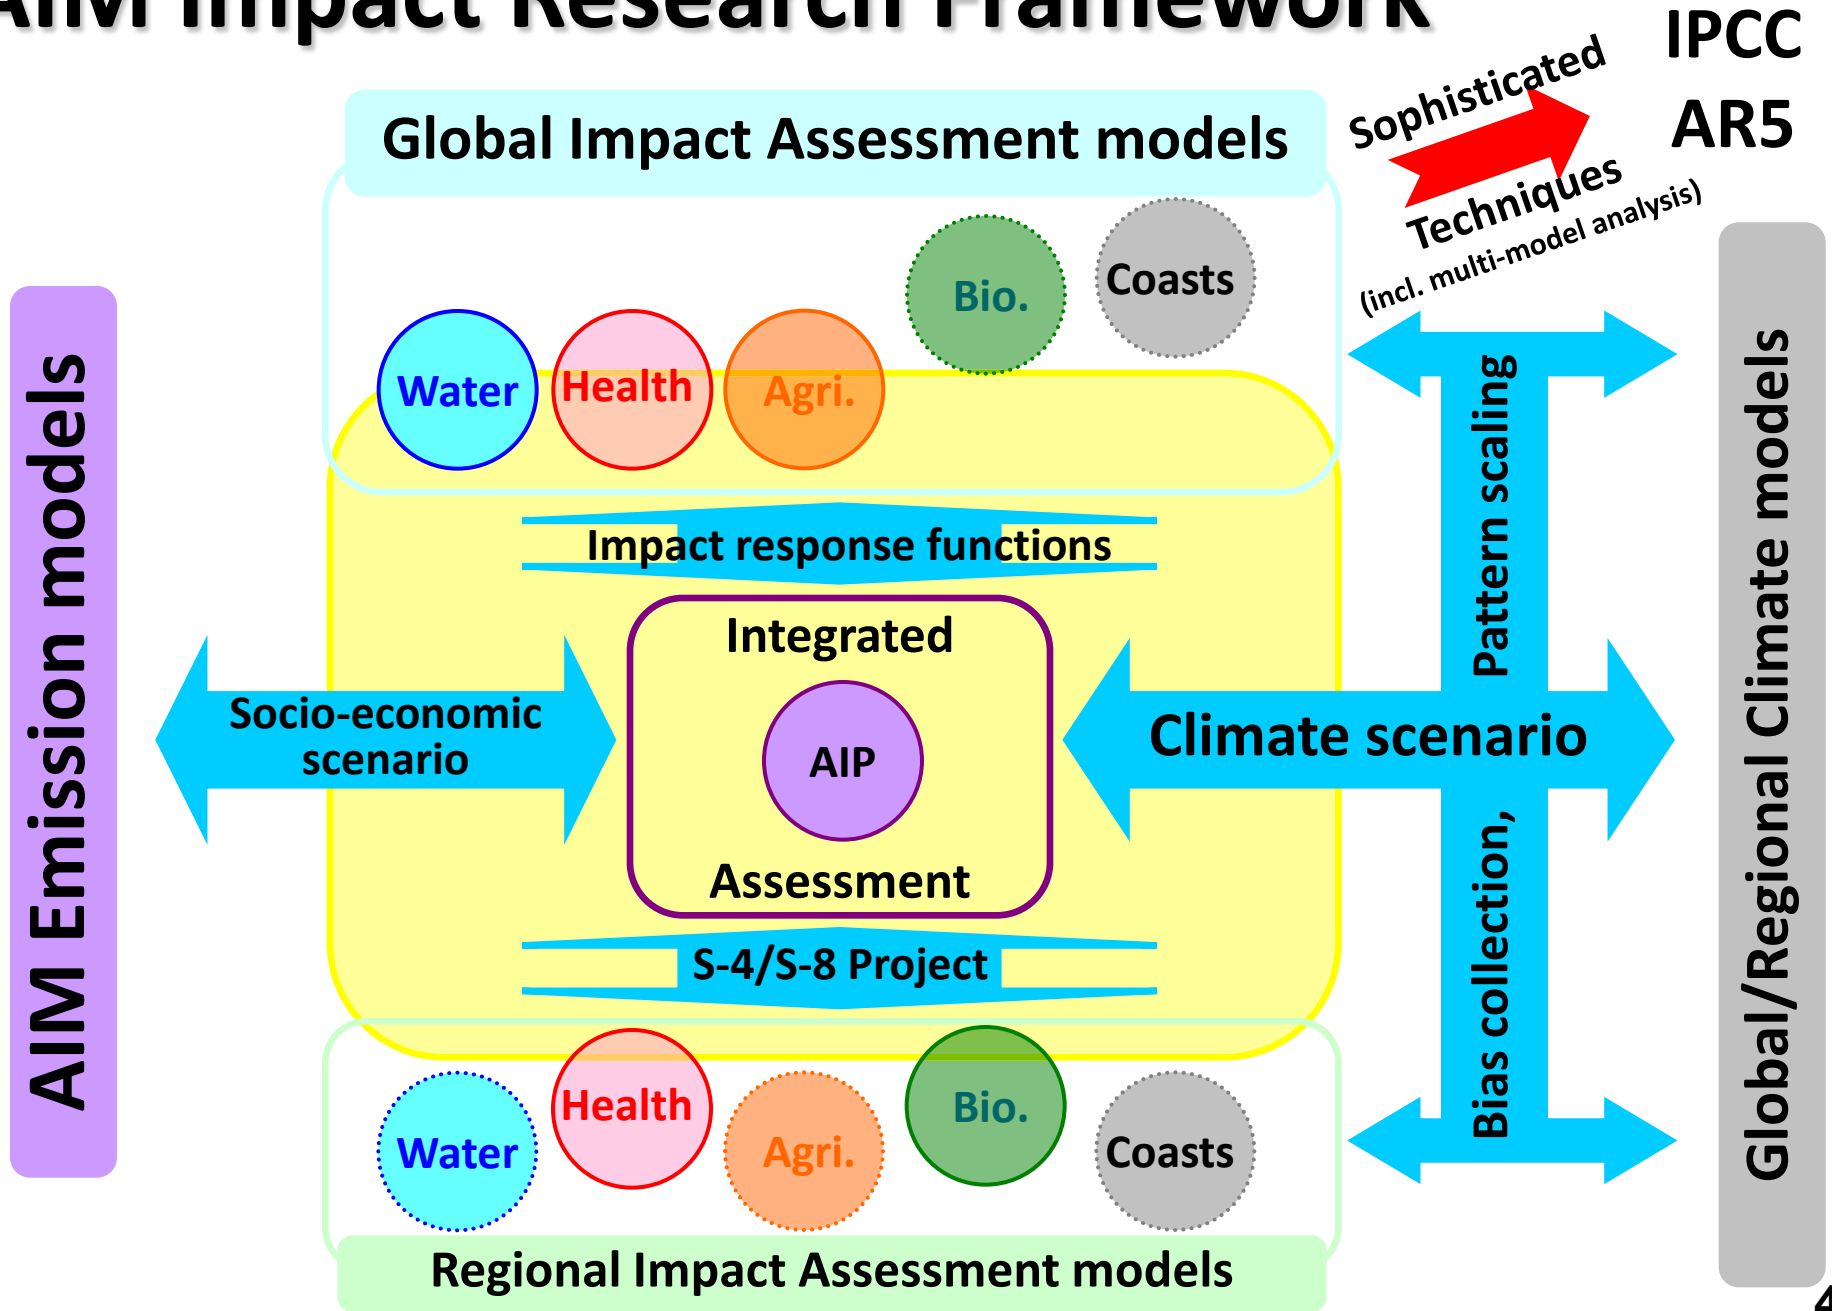 AIM Impact Research Framework
IPCC
AR5
Sophisticated
Techniques
(incl. multi-model analysis)
Global Impact Assessment models
Bio.
Coasts
Water
Health
Agri.
Impact response functions
AIM Emission models
Socio-economic
scenario
Integrated
AIP
Assessment
Climate scenario
Pattern scaling
Bias collection,
Global/Regional Climate models
S-4/S-8 Project
Water
Health
Agri.
Bio.
Coasts
Regional Impact Assessment models
4